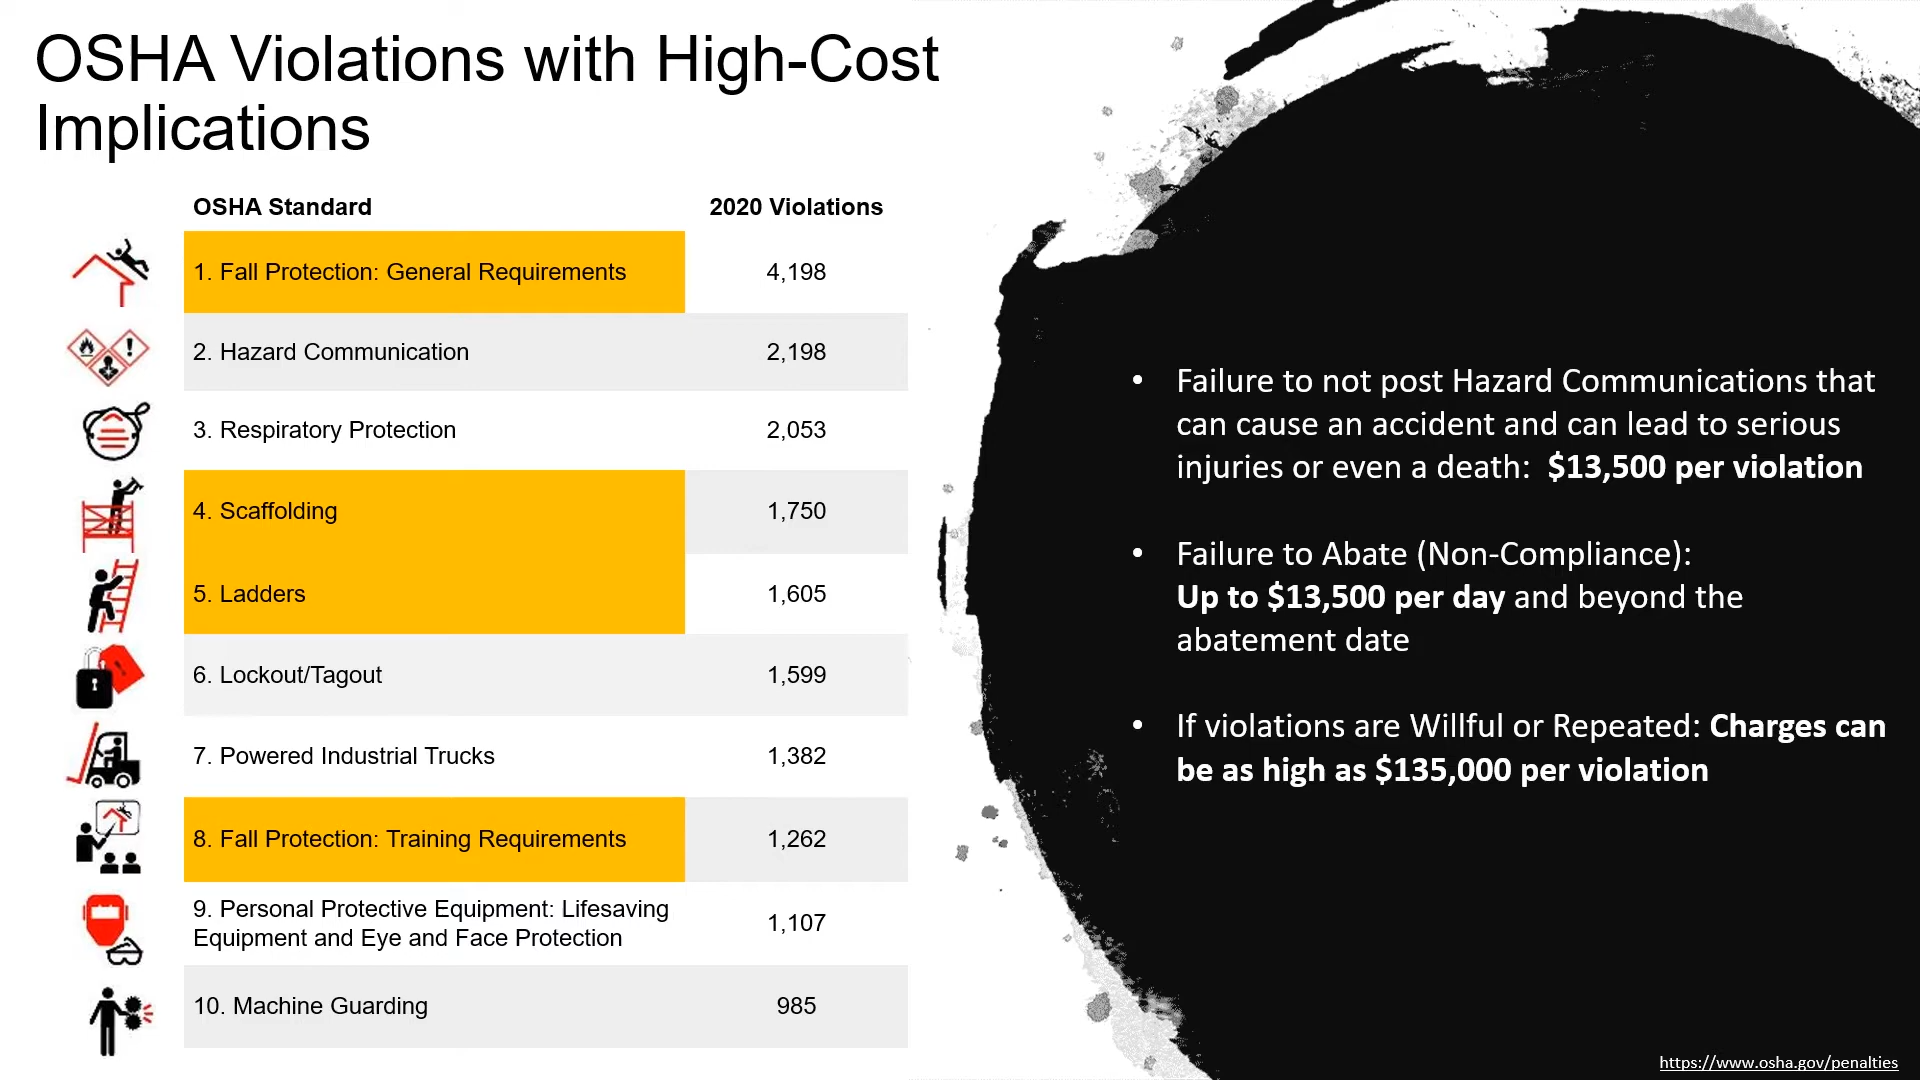 OSHA Violations with High-Cost
Implications
OSHA Standard 2020 Violations
1. Fall Protection: General Requirements 4,198
2. Hazard Communication 2,198
3. Respiratory Protection 2,053
4. Scaffolding 1,750
5. Ladders 1,605
6. Lockout/Tagout 1,599
7. Powered Industrial Trucks 1,382
8. Fall Protection: Training Requirements 1,262
9. Personal Protective Equipment: Lifesaving
Equipment and Eye and Face Protection 1,107
10. Machine Guarding 985
• Failure to not post Hazard Communications that
can cause an accident and can lead to serious
injuries or even a death: $13,500 per violation
• Failure to Abate (Non-Compliance):
Up to $13,500 per day and beyond the
abatement date
• If violations are Willful or Repeated: Charges can
be as high as $135,000 per violation
https://www.osha.gov/penalties